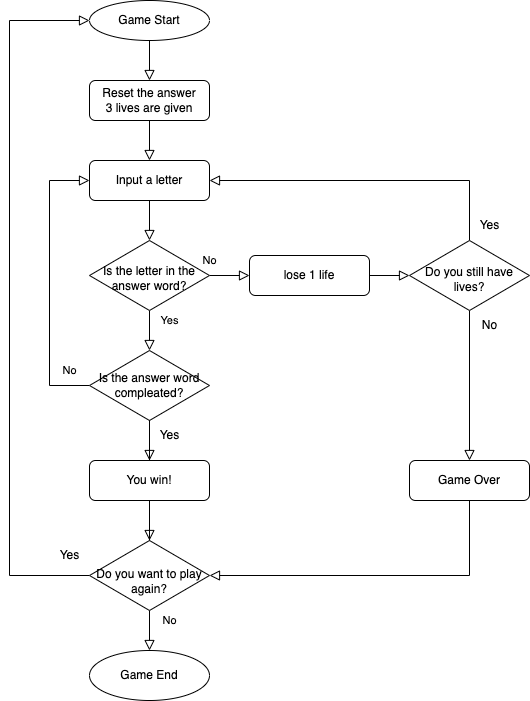 Game Start
Reset the answer
3 lives are given
Input a letter
Yes
Is the letter in the
answer word?
No
lose 1 life
Do you still have
lives?
Yes
No
Is the answer word
compleated?
No
Yes
You win!
Game Over
Yes
Do you want to play
again?
No
Game End